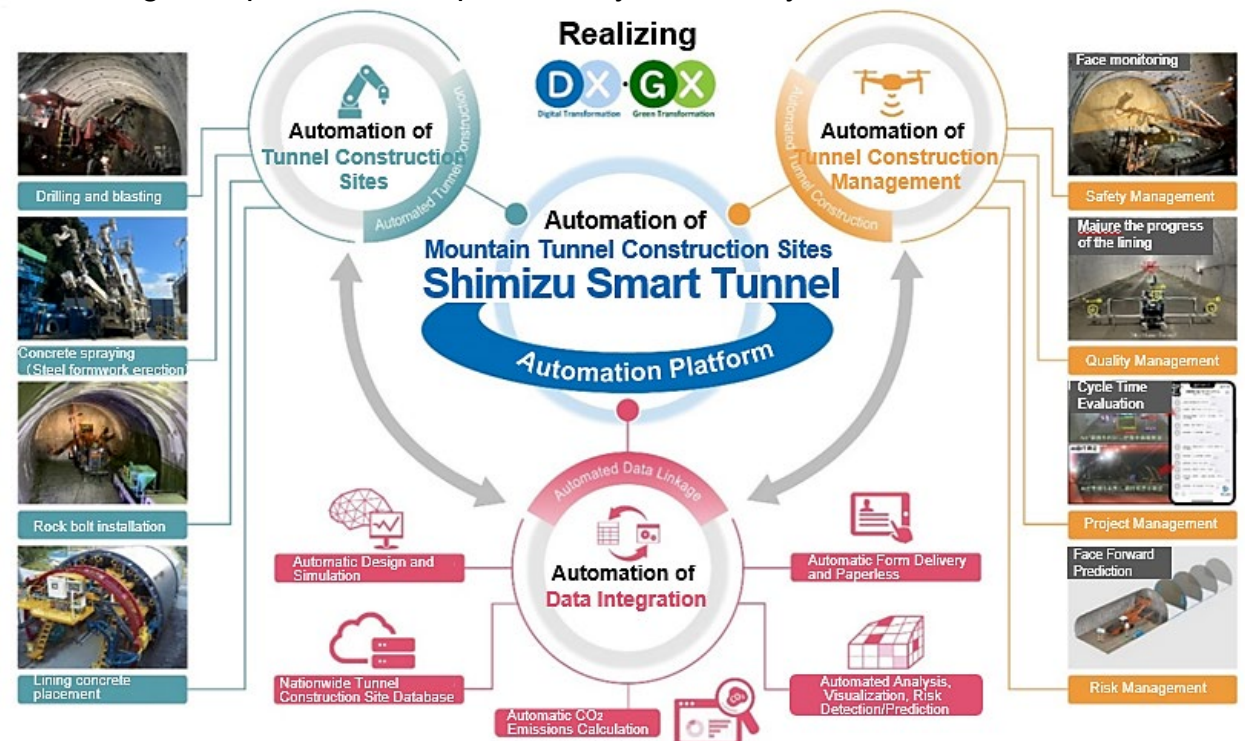 Realizing
DX·GX
Digital Transformation Green Transformation
Automation of
Tunnel Construction
Sites
Automated Tunnel Construction
Drilling and blasting
Concrete spraying
(Steel formwork erection)
Rock bolt installation
Lining concrete
placement
Automation of
Mountain Tunnel Construction Sites
Shimizu Smart Tunnel
Automation Platform
Automation of
Tunnel Construction
Management
Automated Tunnel Construction
Face monitoring
Safety Management
Majure the progress
of the lining
Quality Management
Cycle Time
Evaluation
Project Management
Face Forward
Prediction
Risk Management
Automated Data Linkage
Automation of
Data Integration
Automatic Design and
Simulation
Nationwide Tunnel
Construction Site Database
Automatic CO₂
Emissions Calculation
CO₂
Automatic Form Delivery
and Paperless
Automated Analysis,
Visualization, Risk
Detection/Prediction